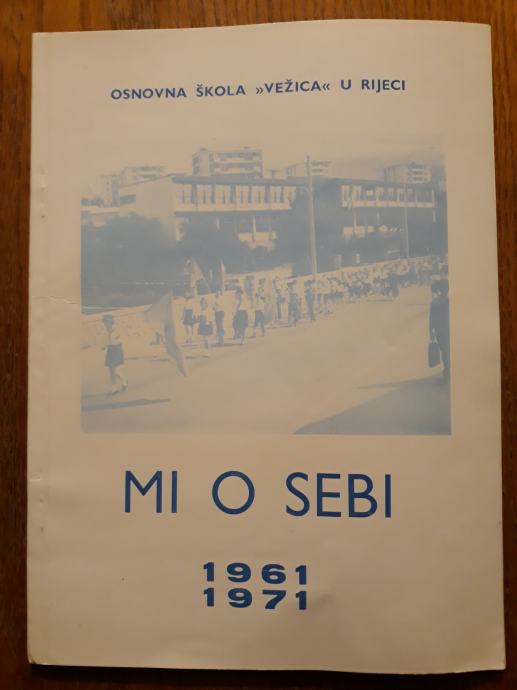 OSNOVNA ŠKOLA »VEŽICA« U RIJECI
MI O SEBI
1961
1971